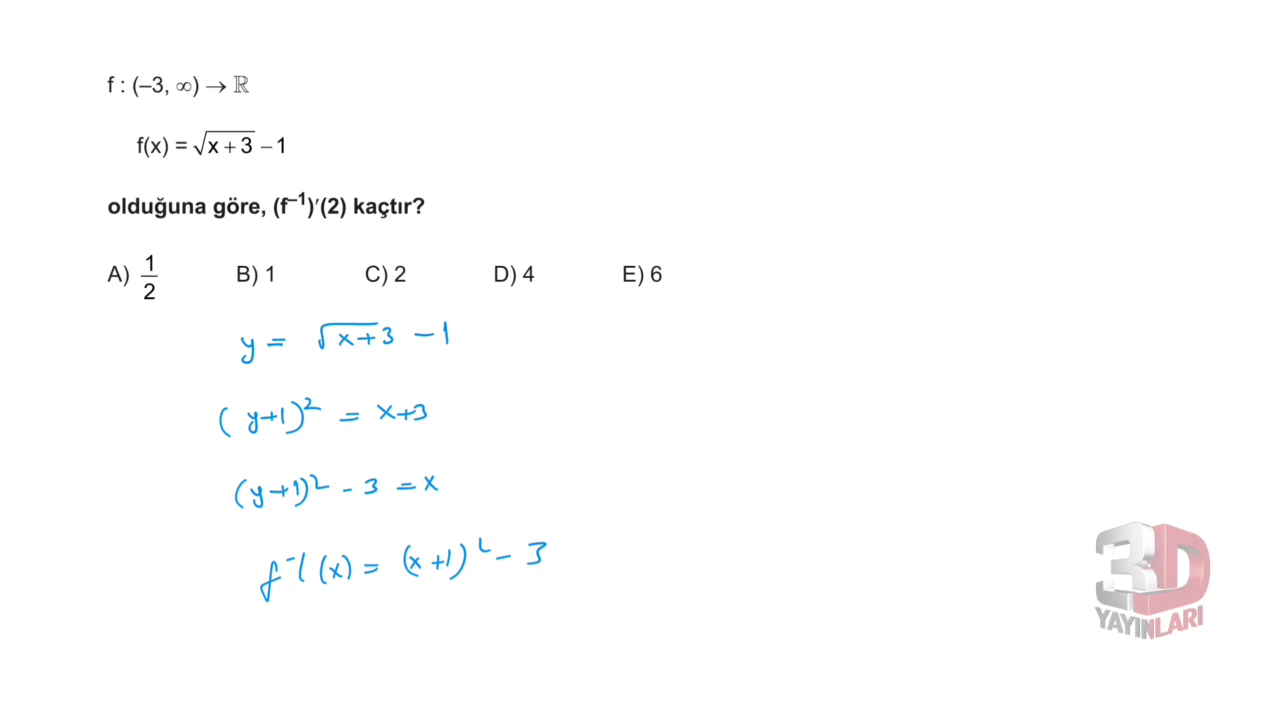 f : (–3, ∞) → ℝ
f(x) = √(x + 3) – 1
olduğuna göre, (f⁻¹)′(2) kaçtır?
A) 1/2 B) 1 C) 2 D) 4 E) 6
y = √x+3 – 1
(y+1)² = x+3
(y+1)² - 3 = x
f⁻¹(x) = (x+1)² - 3
3D
YAYINLARI